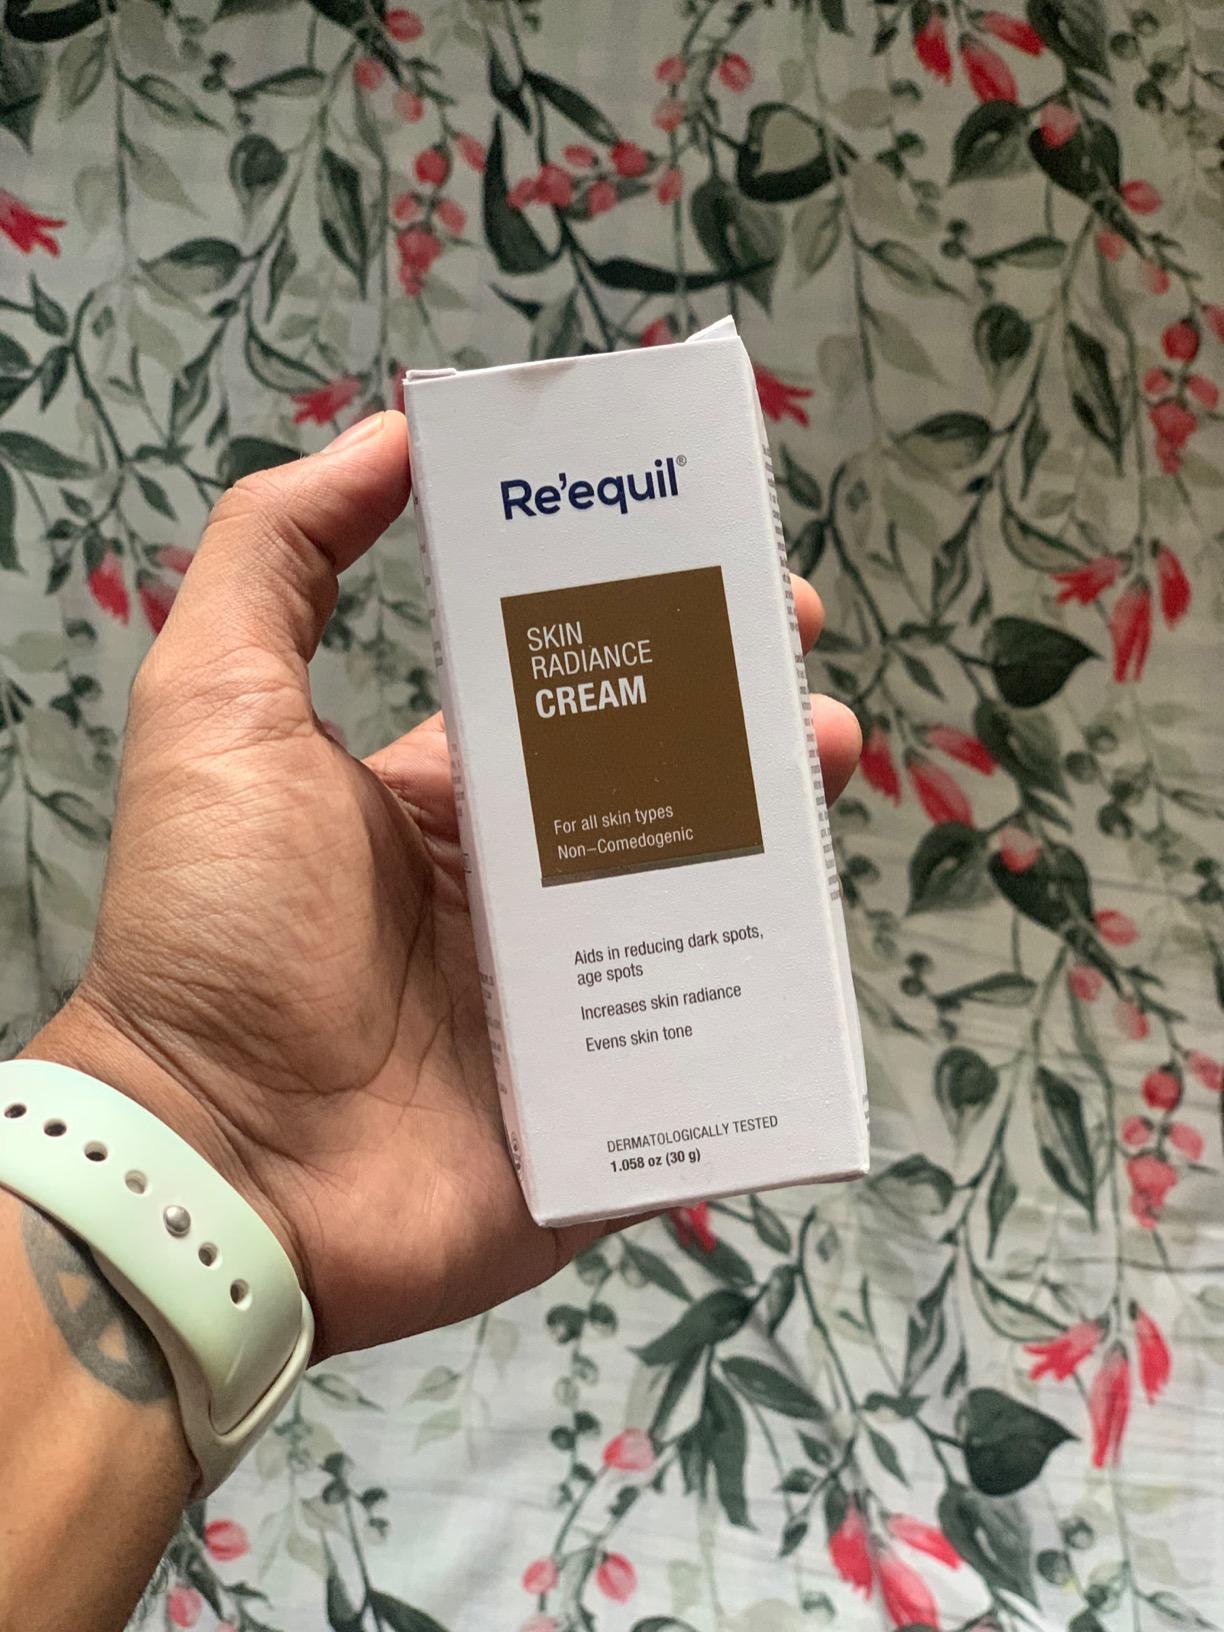 Re'equil®
SKIN
RADIANCE
CREAM
For all skin types
Non–Comedogenic
Aids in reducing dark spots,
age spots
Increases skin radiance
Evens skin tone
DERMATOLOGICALLY TESTED
1.058 oz (30 g)